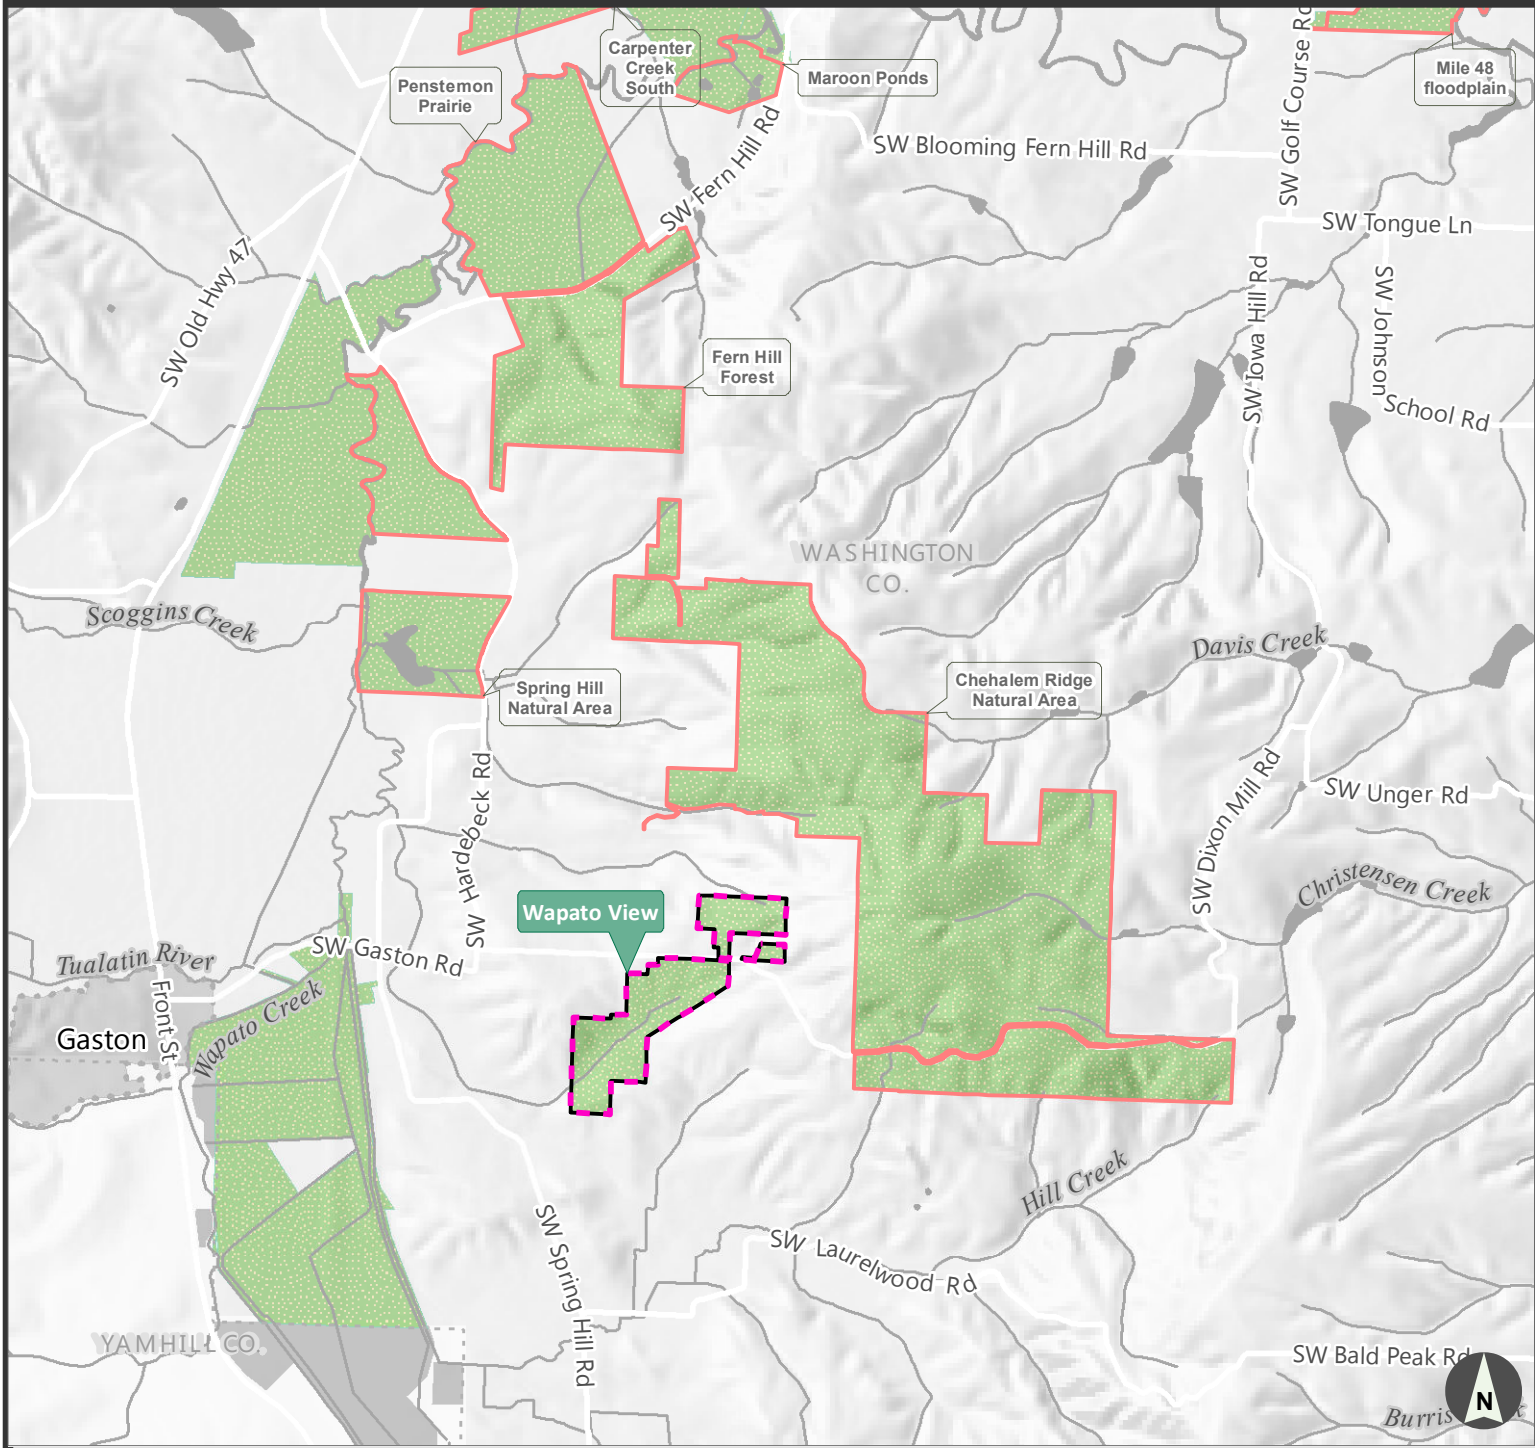 Carpenter
Creek
South
Maroon Ponds
Penstemon
Prairie
Mile 48
floodplain
SW Golf Course Rd
SW Blooming Fern Hill Rd
SW Fern Hill Rd
SW Tongue Ln
SW Old Hwy 47
SW Iowa Hill Rd
SW Johnson
School Rd
Fern Hill
Forest
WASHINGTON
CO.
Scoggins Creek
Davis Creek
Spring Hill
Natural Area
Chehalem Ridge
Natural Area
SW Hardebeck Rd
SW Dixon Mill Rd
SW Unger Rd
Christensen Creek
Wapato View
SW Gaston Rd
Tualatin River
Front St
Wapato Creek
Gaston
Hill Creek
SW Spring Hill Rd
SW Laurelwood Rd
YAMHILL CO.
SW Bald Peak Rd
N
Burris